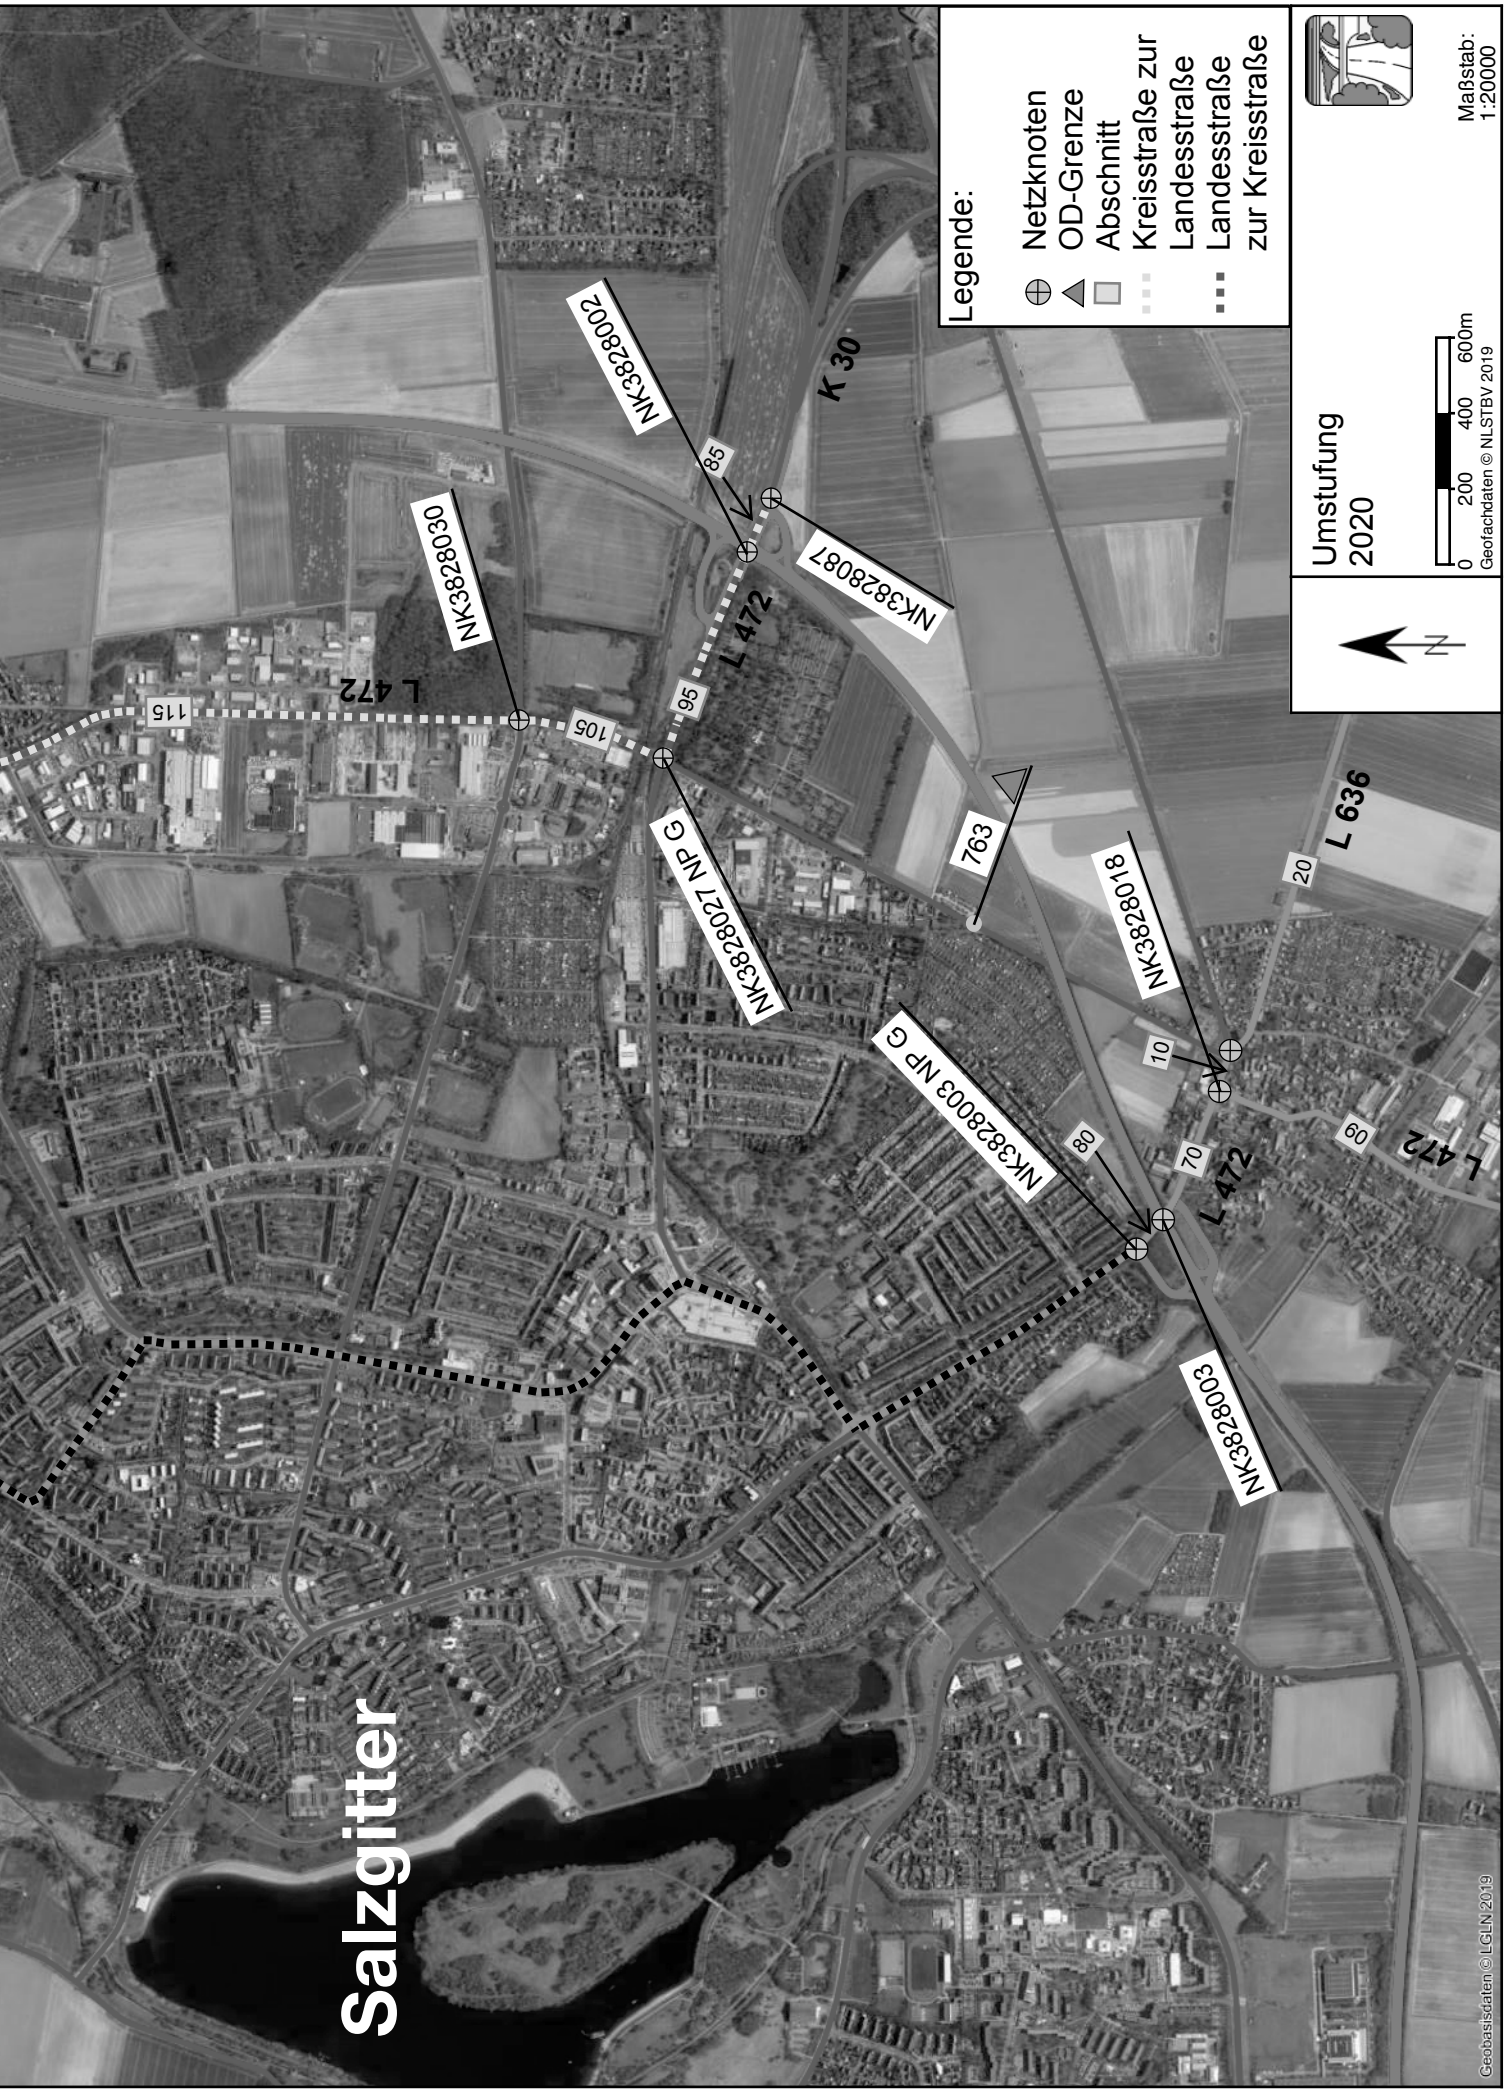 Salzgitter
115
L 472
NK3828030
105
95
L 472
NK3828002
85
K 30
NK3828087
NK3828027 NP G
763
NK3828003 NP G
80
NK3828018
10
70
L 472
20
L 636
60
L 472
NK3828003
Legende:
Netzknoten
OD-Grenze
Abschnitt
Kreisstraße zur
Landesstraße
Landesstraße
zur Kreisstraße
Umstufung
2020
0 200 400 600m
Geofachdaten © NLSTBV 2019
N
Maßstab:
1:20000
Geobasisdaten © LGLN 2019